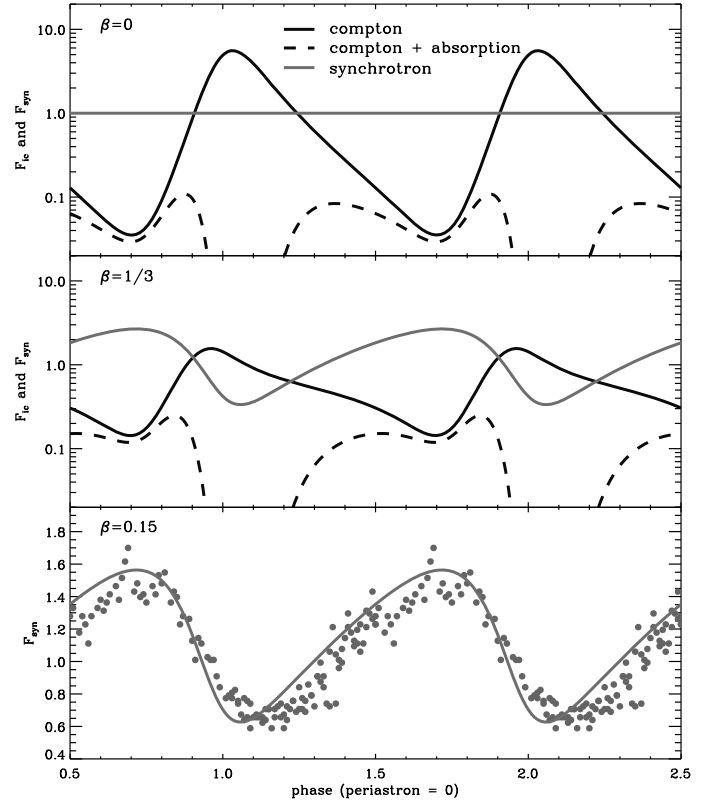 β=0
compton
compton + absorption
synchrotron
10.0
1.0
0.1
F_ic and F_syn
β=1/3
10.0
1.0
0.1
F_ic and F_syn
β=0.15
1.8
1.6
1.4
1.2
1.0
0.8
0.6
0.4
F_syn
0.5 1.0 1.5 2.0 2.5
phase (periastron = 0)